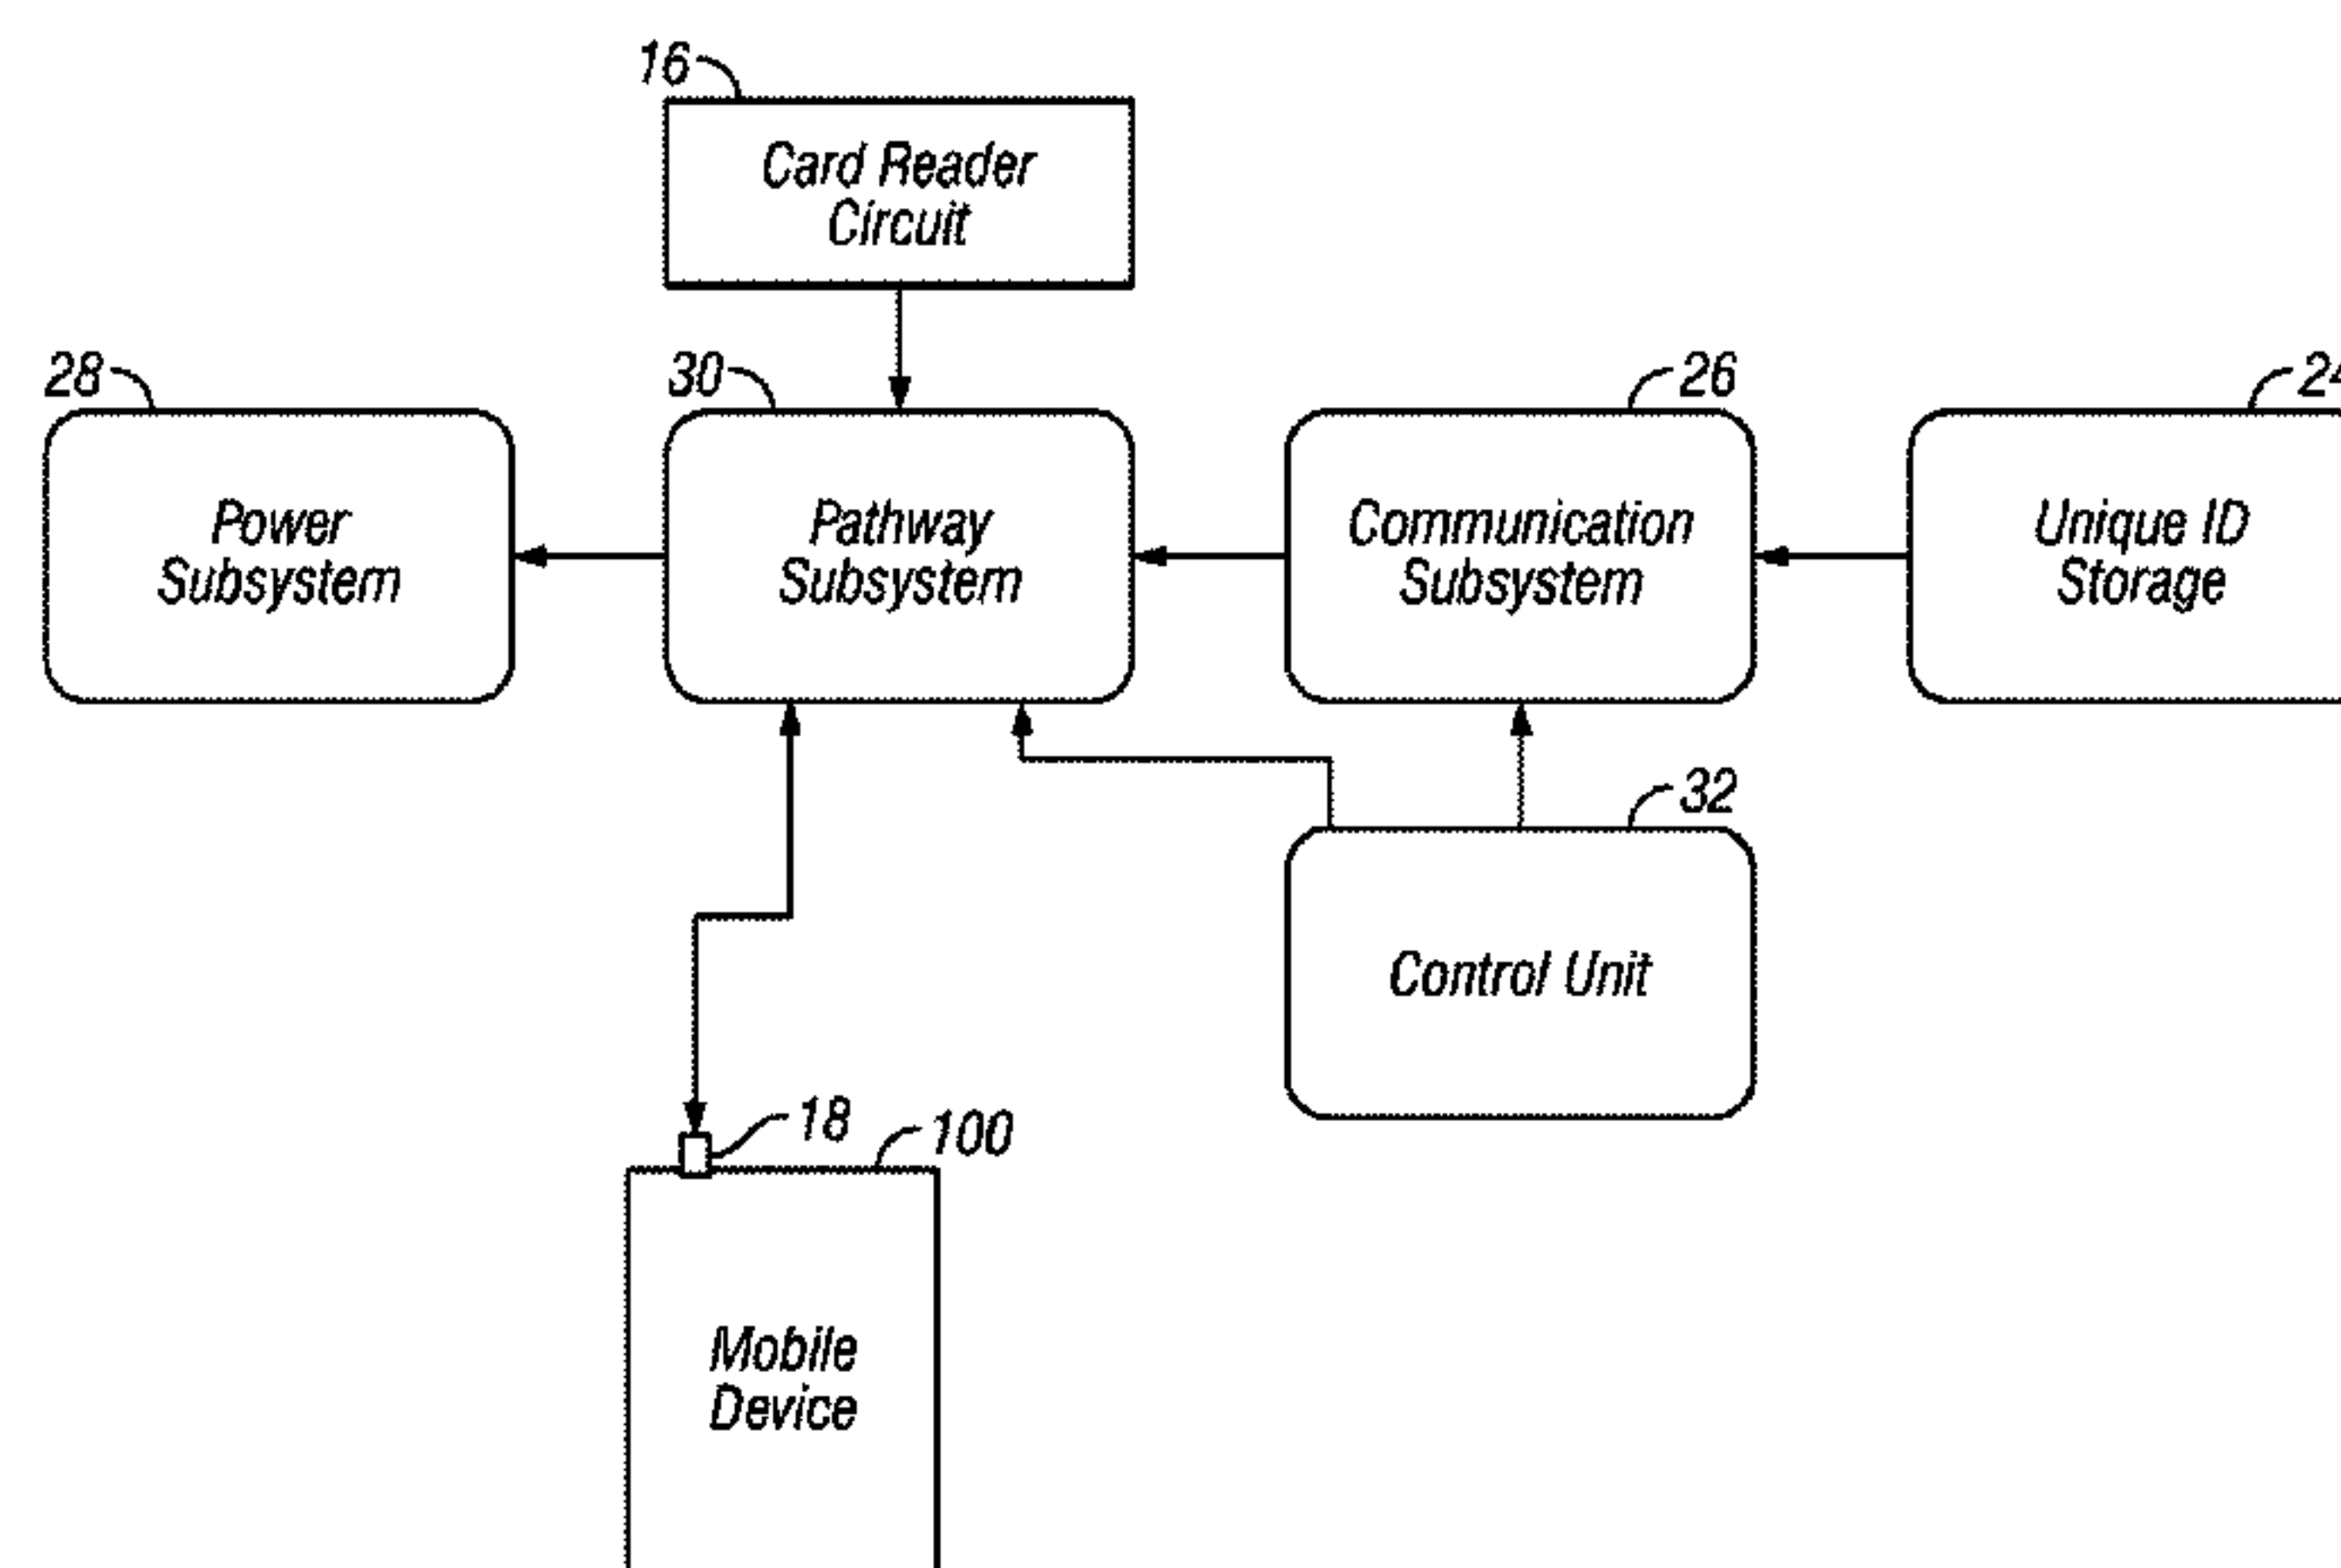 16
Card Reader
Circuit
28
30
26
24
Power
Subsystem
Pathway
Subsystem
Communication
Subsystem
Unique ID
Storage
32
Control Unit
18
100
Mobile
Device